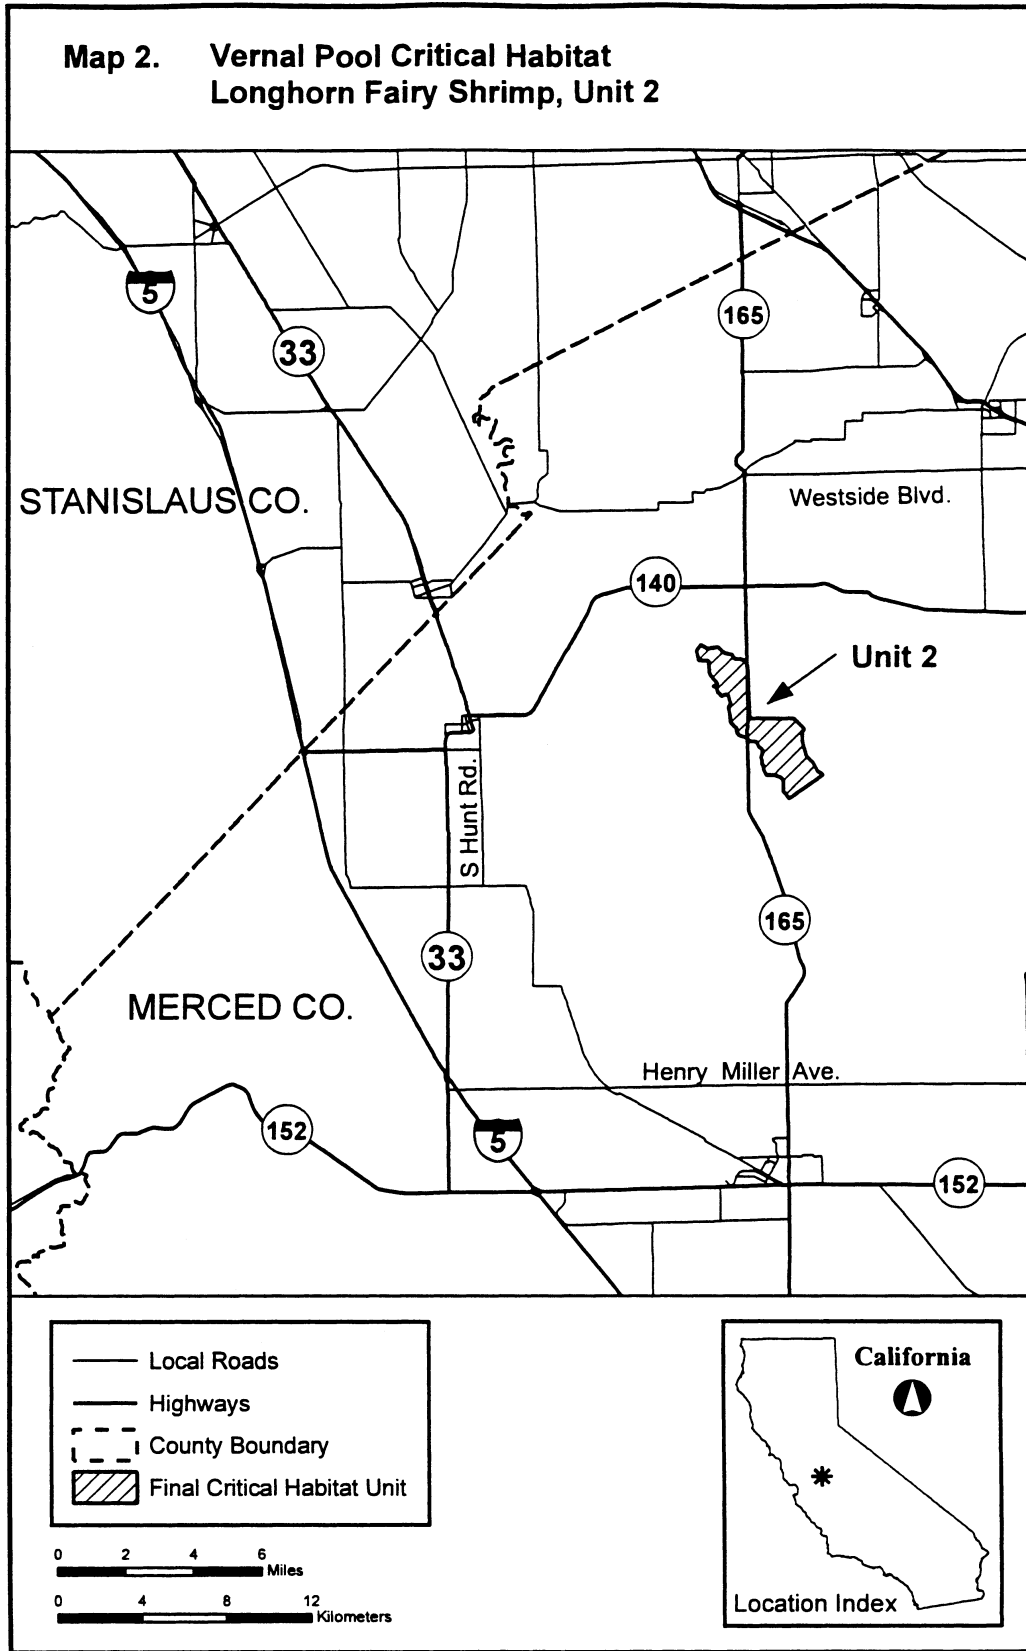 Map 2. Vernal Pool Critical Habitat
Longhorn Fairy Shrimp, Unit 2
5
33
165
STANISLAUS CO.
Westside Blvd.
140
Unit 2
S Hunt Rd.
165
33
MERCED CO.
Henry Miller Ave.
152
5
152
Local Roads
Highways
County Boundary
Final Critical Habitat Unit
0 2 4 6
Miles
0 4 8 12
Kilometers
California
Location Index